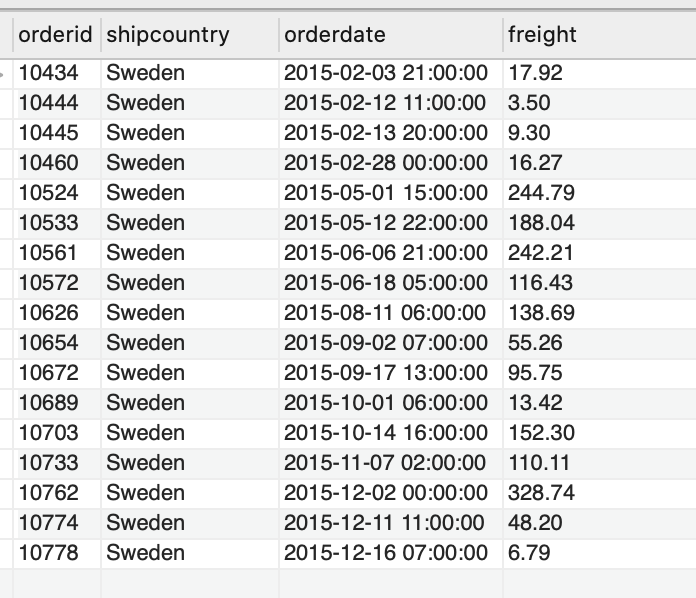 orderid shipcountry orderdate freight
10434 Sweden 2015-02-03 21:00:00 17.92
10444 Sweden 2015-02-12 11:00:00 3.50
10445 Sweden 2015-02-13 20:00:00 9.30
10460 Sweden 2015-02-28 00:00:00 16.27
10524 Sweden 2015-05-01 15:00:00 244.79
10533 Sweden 2015-05-12 22:00:00 188.04
10561 Sweden 2015-06-06 21:00:00 242.21
10572 Sweden 2015-06-18 05:00:00 116.43
10626 Sweden 2015-08-11 06:00:00 138.69
10654 Sweden 2015-09-02 07:00:00 55.26
10672 Sweden 2015-09-17 13:00:00 95.75
10689 Sweden 2015-10-01 06:00:00 13.42
10703 Sweden 2015-10-14 16:00:00 152.30
10733 Sweden 2015-11-07 02:00:00 110.11
10762 Sweden 2015-12-02 00:00:00 328.74
10774 Sweden 2015-12-11 11:00:00 48.20
10778 Sweden 2015-12-16 07:00:00 6.79